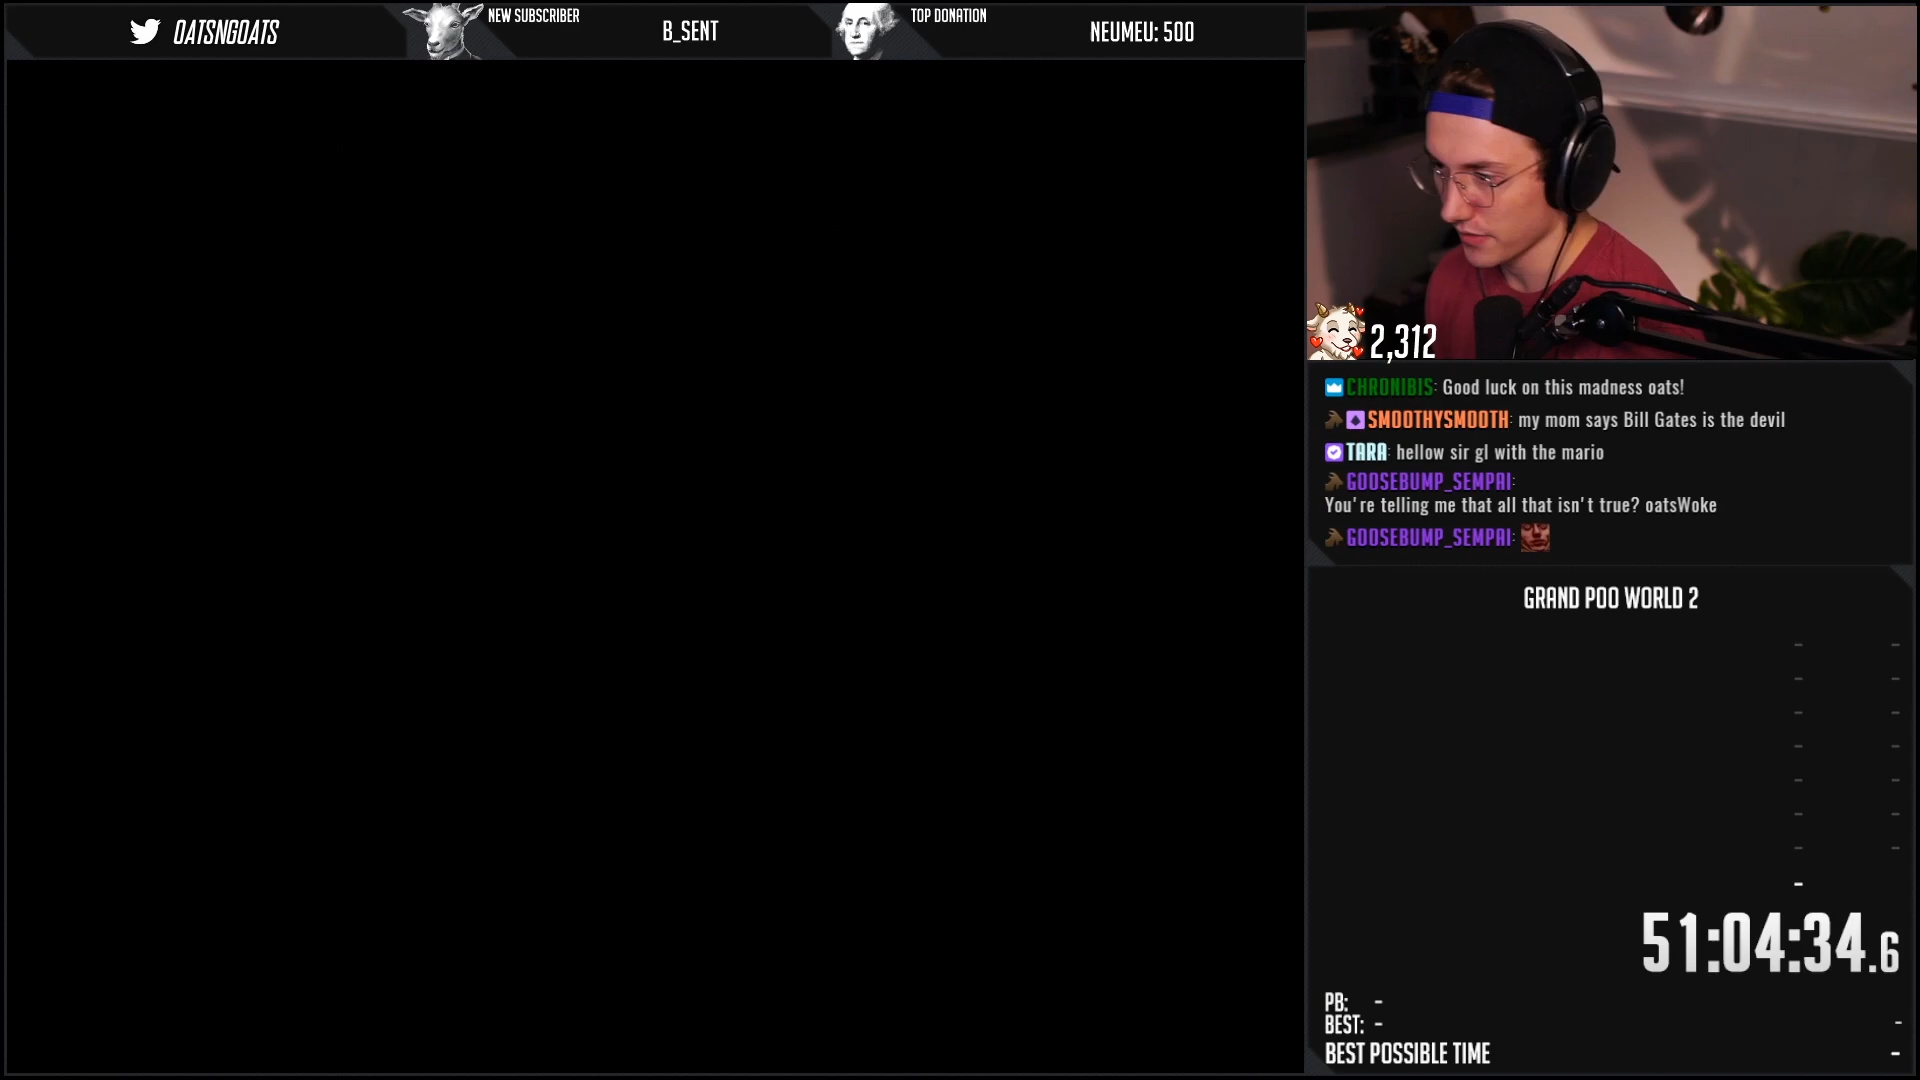 OATSNGOATS
NEW SUBSCRIBER
B_SENT
TOP DONATION
NEUMEU: 500
2,312
CHRONIBIS: Good luck on this madness oats!
SMOOTHYSMOOTH: my mom says Bill Gates is the devil
TARA: hellow sir gl with the mario
GOOSEBUMP_SEMPAI:
You're telling me that all that isn't true? oatsWoke
GOOSEBUMP_SEMPAI:
GRAND POO WORLD 2
- -
- -
- -
- -
- -
- -
- -
-
51:04:34.6
PB: -
BEST: - -
BEST POSSIBLE TIME -